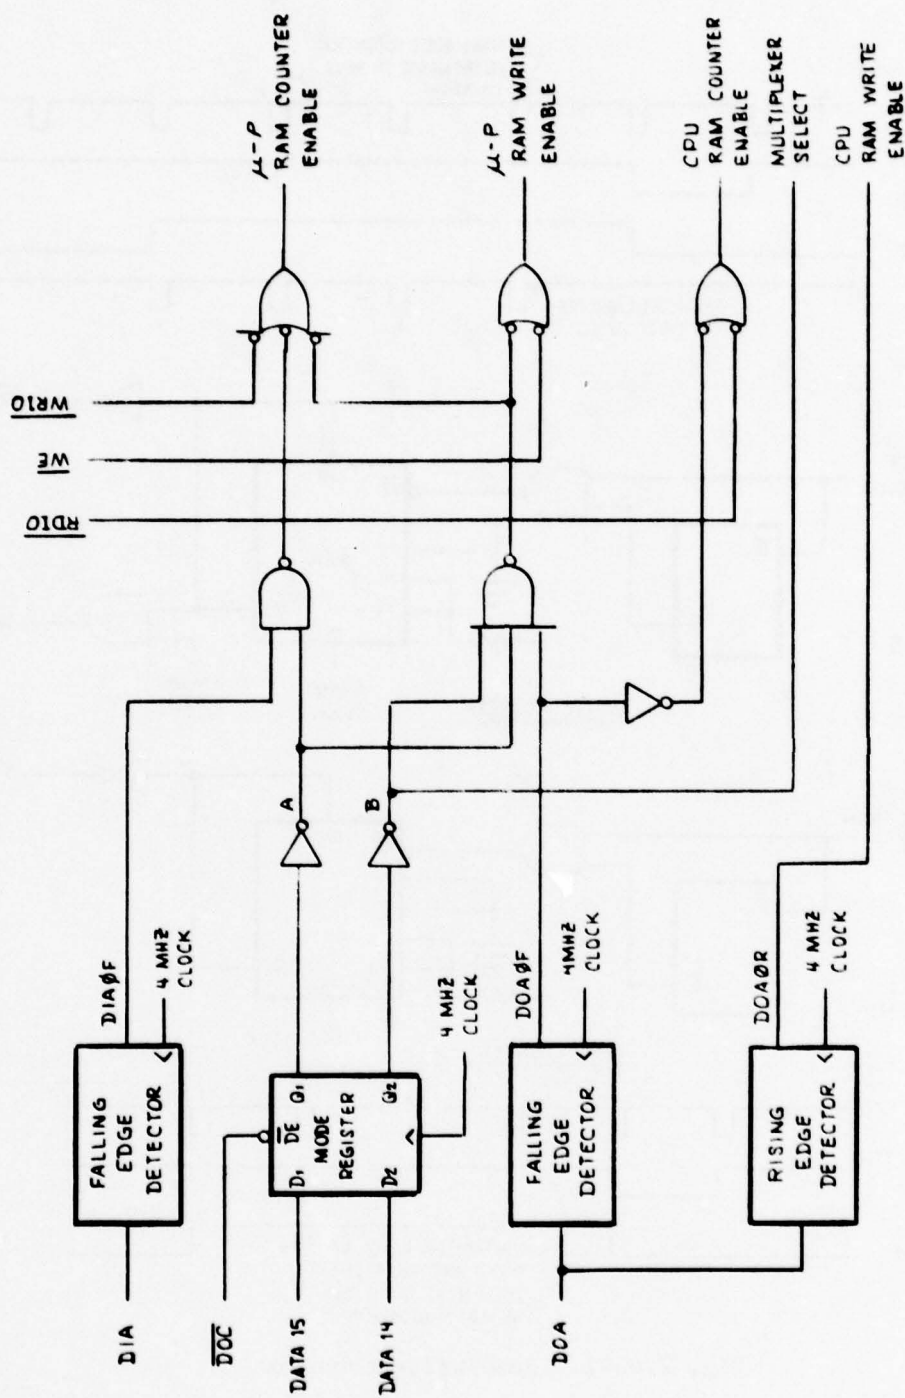 DIA
FALLING
EDGE
DETECTOR
DIAØF
4 MHZ
CLOCK
DOC
DATA 15
DATA 14
D1
DE
Q1
MODE
REGISTER
D2
Q2
4 MHZ
CLOCK
A
B
DOA
FALLING
EDGE
DETECTOR
DOAØF
4MHZ
CLOCK
RISING
EDGE
DETECTOR
DOAØR
4 MHZ
CLOCK
RDIO
WE
WRIO
μ-P
RAM COUNTER
ENABLE
μ-P
RAM WRITE
ENABLE
CPU
RAM COUNTER
ENABLE
MULTIPLEXER
SELECT
CPU
RAM WRITE
ENABLE